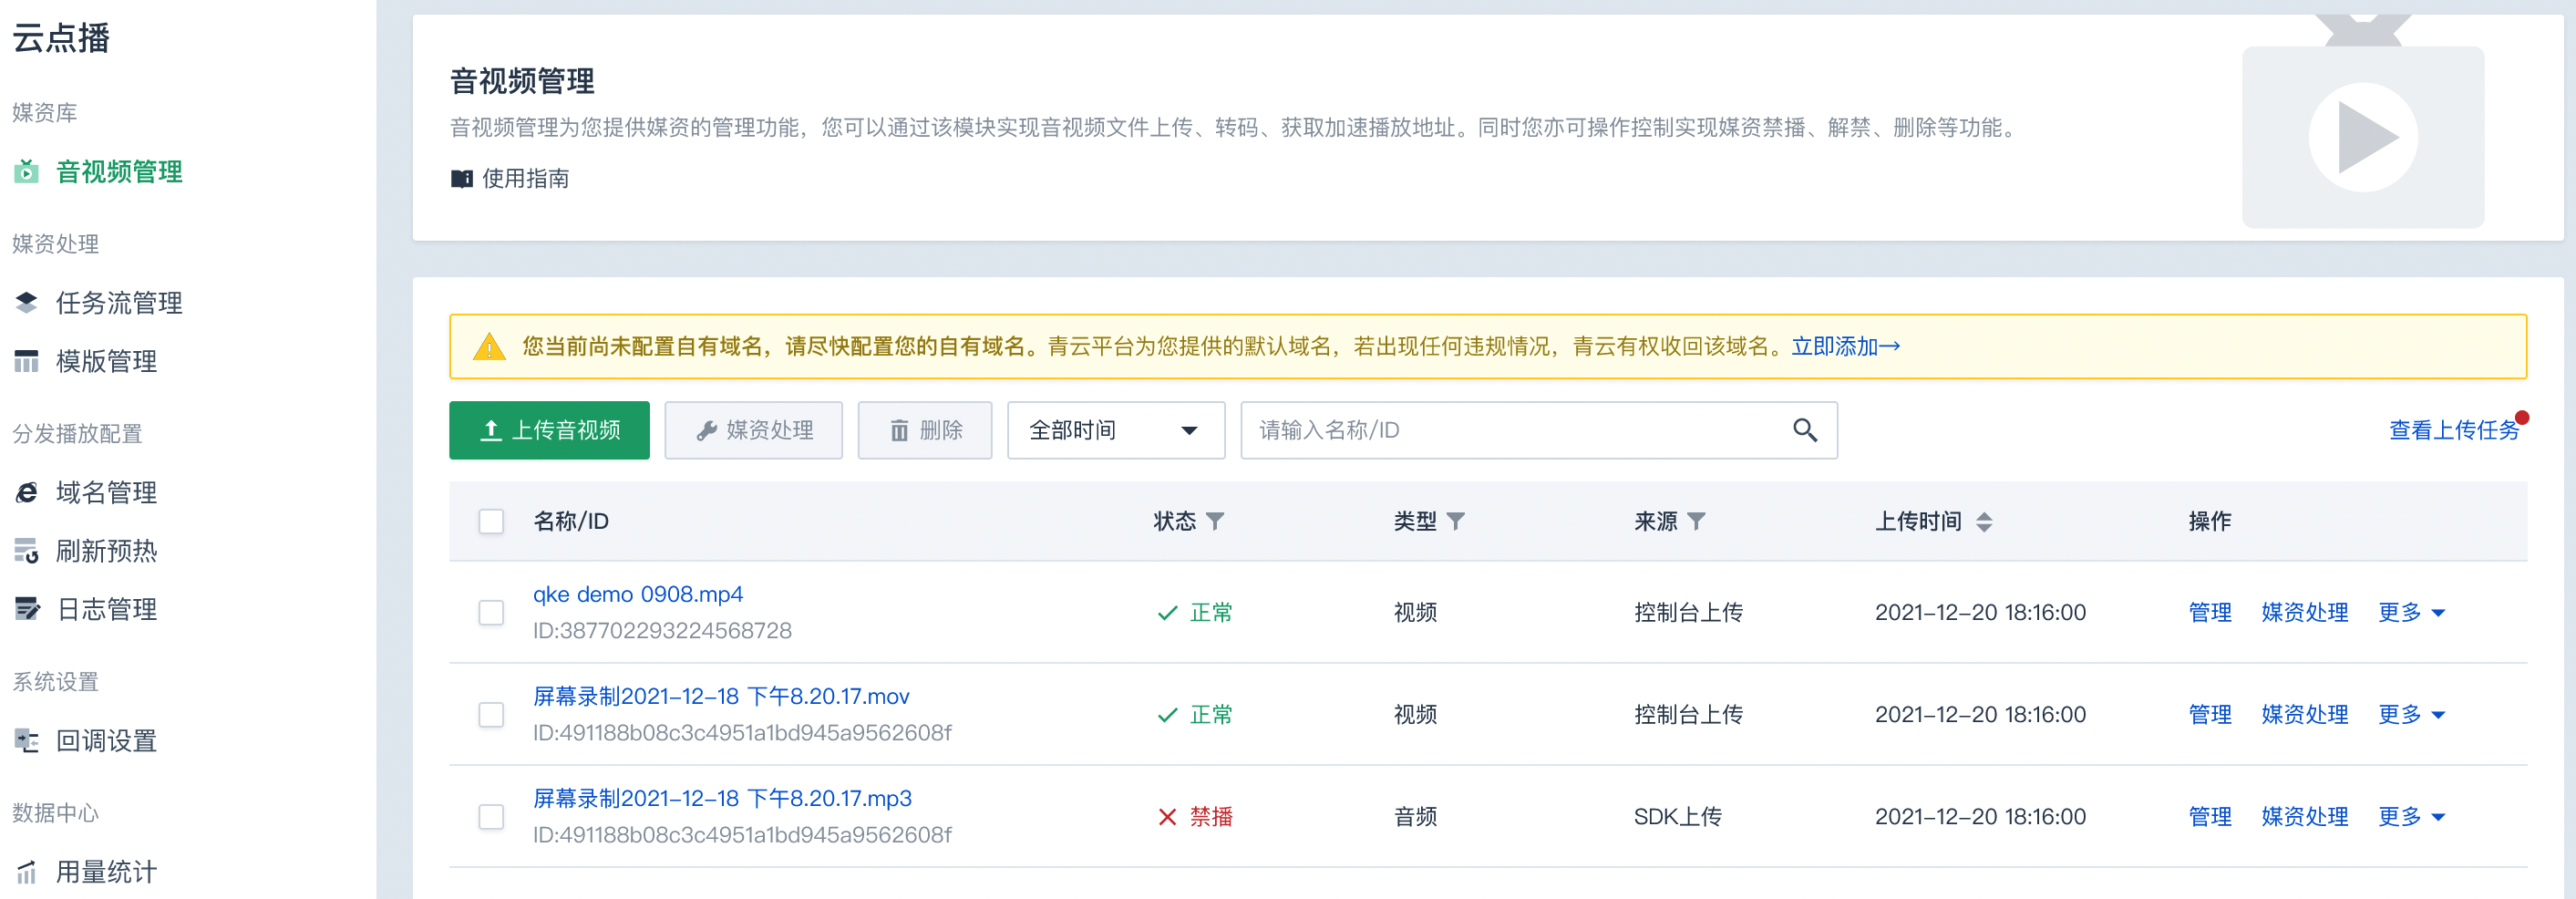 云点播
媒资库
音视频管理
媒资处理
任务流管理
模版管理
分发播放配置
域名管理
刷新预热
日志管理
系统设置
回调设置
数据中心
用量统计
音视频管理
音视频管理为您提供媒资的管理功能，您可以通过该模块实现音视频文件上传、转码、获取加速播放地址。同时您亦可操作控制实现媒资禁播、解禁、删除等功能。
使用指南
您当前尚未配置自有域名，请尽快配置您的自有域名。青云平台为您提供的默认域名，若出现任何违规情况，青云有权收回该域名。立即添加→
上传音视频 媒资处理 删除 全部时间 请输入名称/ID 查看上传任务
名称/ID 状态 类型 来源 上传时间 操作
qke demo 0908.mp4
ID:387702293224568728
正常 视频 控制台上传 2021-12-20 18:16:00 管理 媒资处理 更多
屏幕录制2021-12-18 下午8.20.17.mov
ID:491188b08c3c4951a1bd945a9562608f
正常 视频 控制台上传 2021-12-20 18:16:00 管理 媒资处理 更多
屏幕录制2021-12-18 下午8.20.17.mp3
ID:491188b08c3c4951a1bd945a9562608f
禁播 音频 SDK上传 2021-12-20 18:16:00 管理 媒资处理 更多